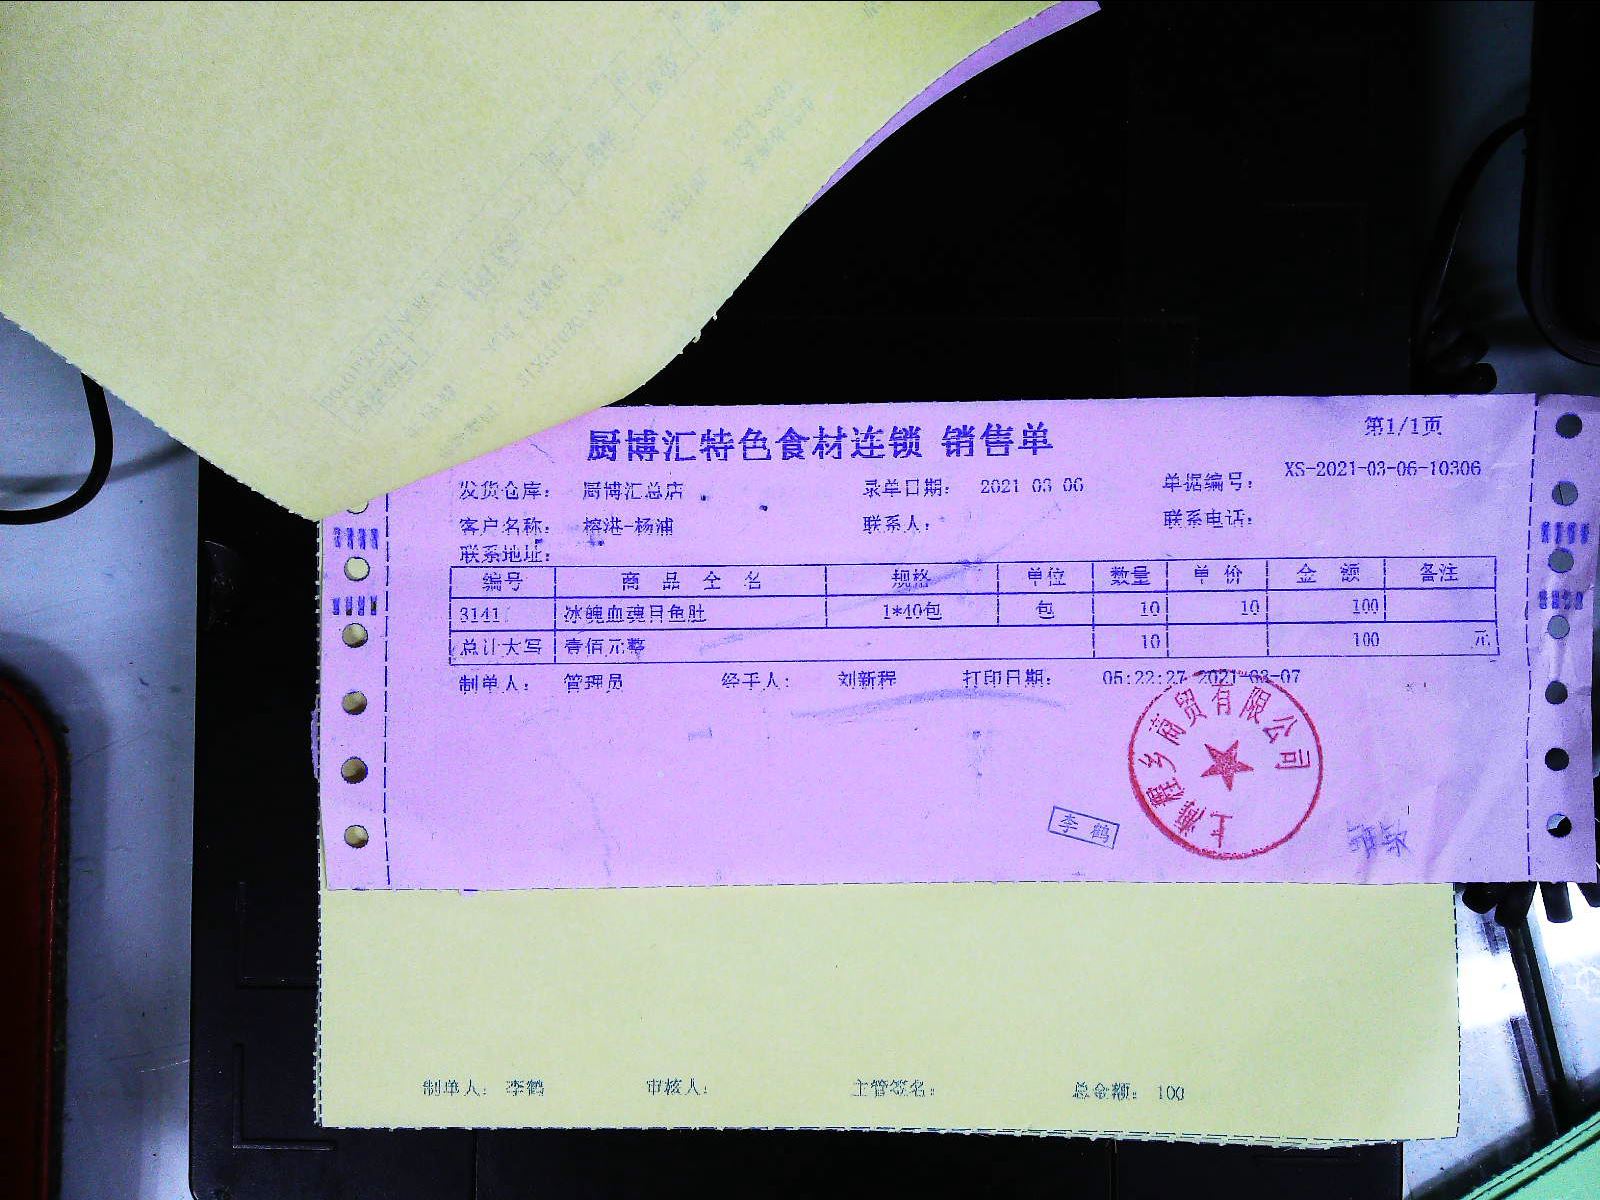 厨博汇特色食材连锁 销售单
第1/1页
发货仓库： 厨博汇总店 录单日期： 2021 03 06 单据编号： XS-2021-03-06-10306
客户名称： 榕港-杨浦 联系人： 联系电话：
联系地址：
编号 商品全名 规格 单位 数量 单价 金额 备注
3141 冰魄血魂目鱼肚 1*40包 包 10 10 100
总计大写 壹佰元整 10 100 元
制单人： 管理员 经手人： 刘新程 打印日期： 05:22:27 2021-03-07
上海程乡商贸有限公司
李鹤
制单人： 李鹤 审核人： 主管签名： 总金额： 100